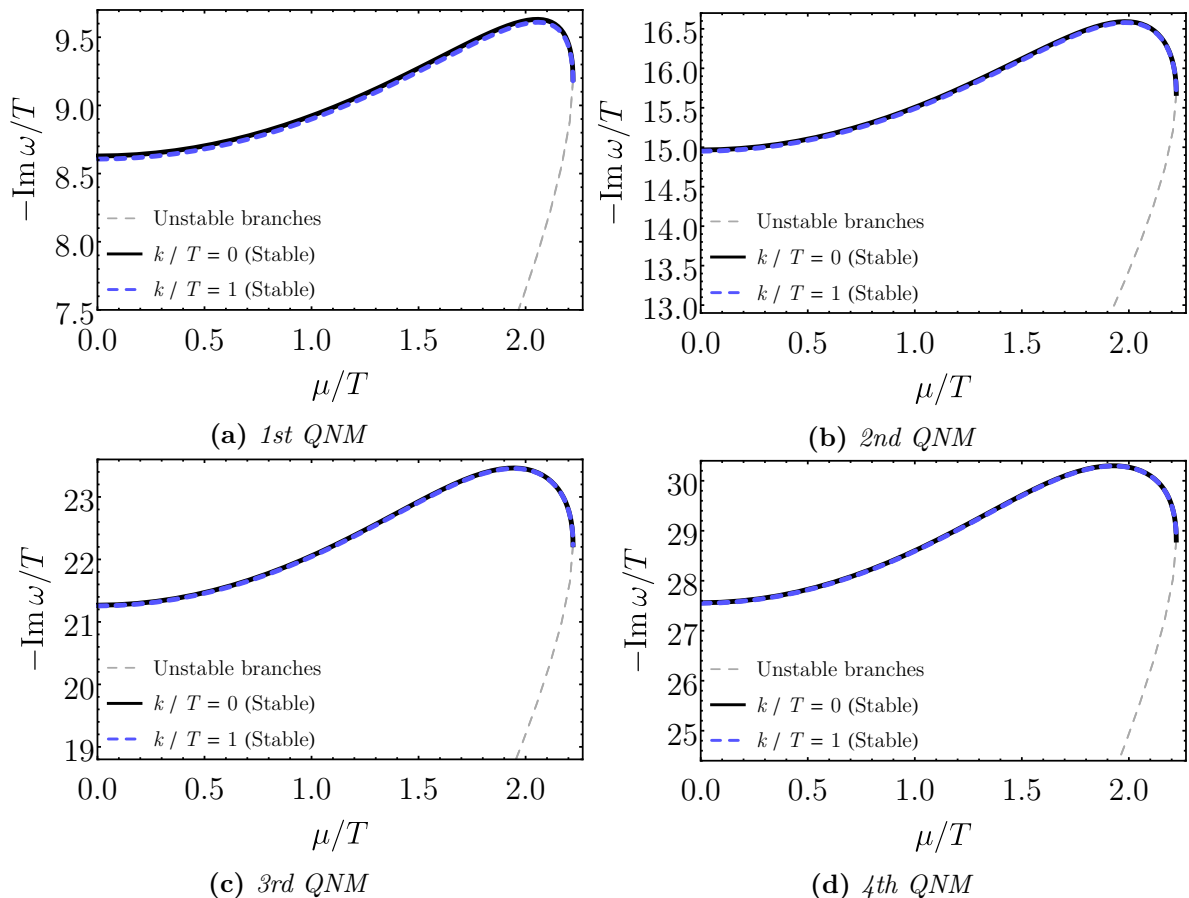 −Im ω/T
9.5
9.0
8.5
8.0
7.5
Unstable branches
k / T = 0 (Stable)
k / T = 1 (Stable)
0.0 0.5 1.0 1.5 2.0
μ/T
(a) 1st QNM
−Im ω/T
16.5
16.0
15.5
15.0
14.5
14.0
13.5
13.0
Unstable branches
k / T = 0 (Stable)
k / T = 1 (Stable)
0.0 0.5 1.0 1.5 2.0
μ/T
(b) 2nd QNM
−Im ω/T
23
22
21
20
19
Unstable branches
k / T = 0 (Stable)
k / T = 1 (Stable)
0.0 0.5 1.0 1.5 2.0
μ/T
(c) 3rd QNM
−Im ω/T
30
29
28
27
26
25
Unstable branches
k / T = 0 (Stable)
k / T = 1 (Stable)
0.0 0.5 1.0 1.5 2.0
μ/T
(d) 4th QNM